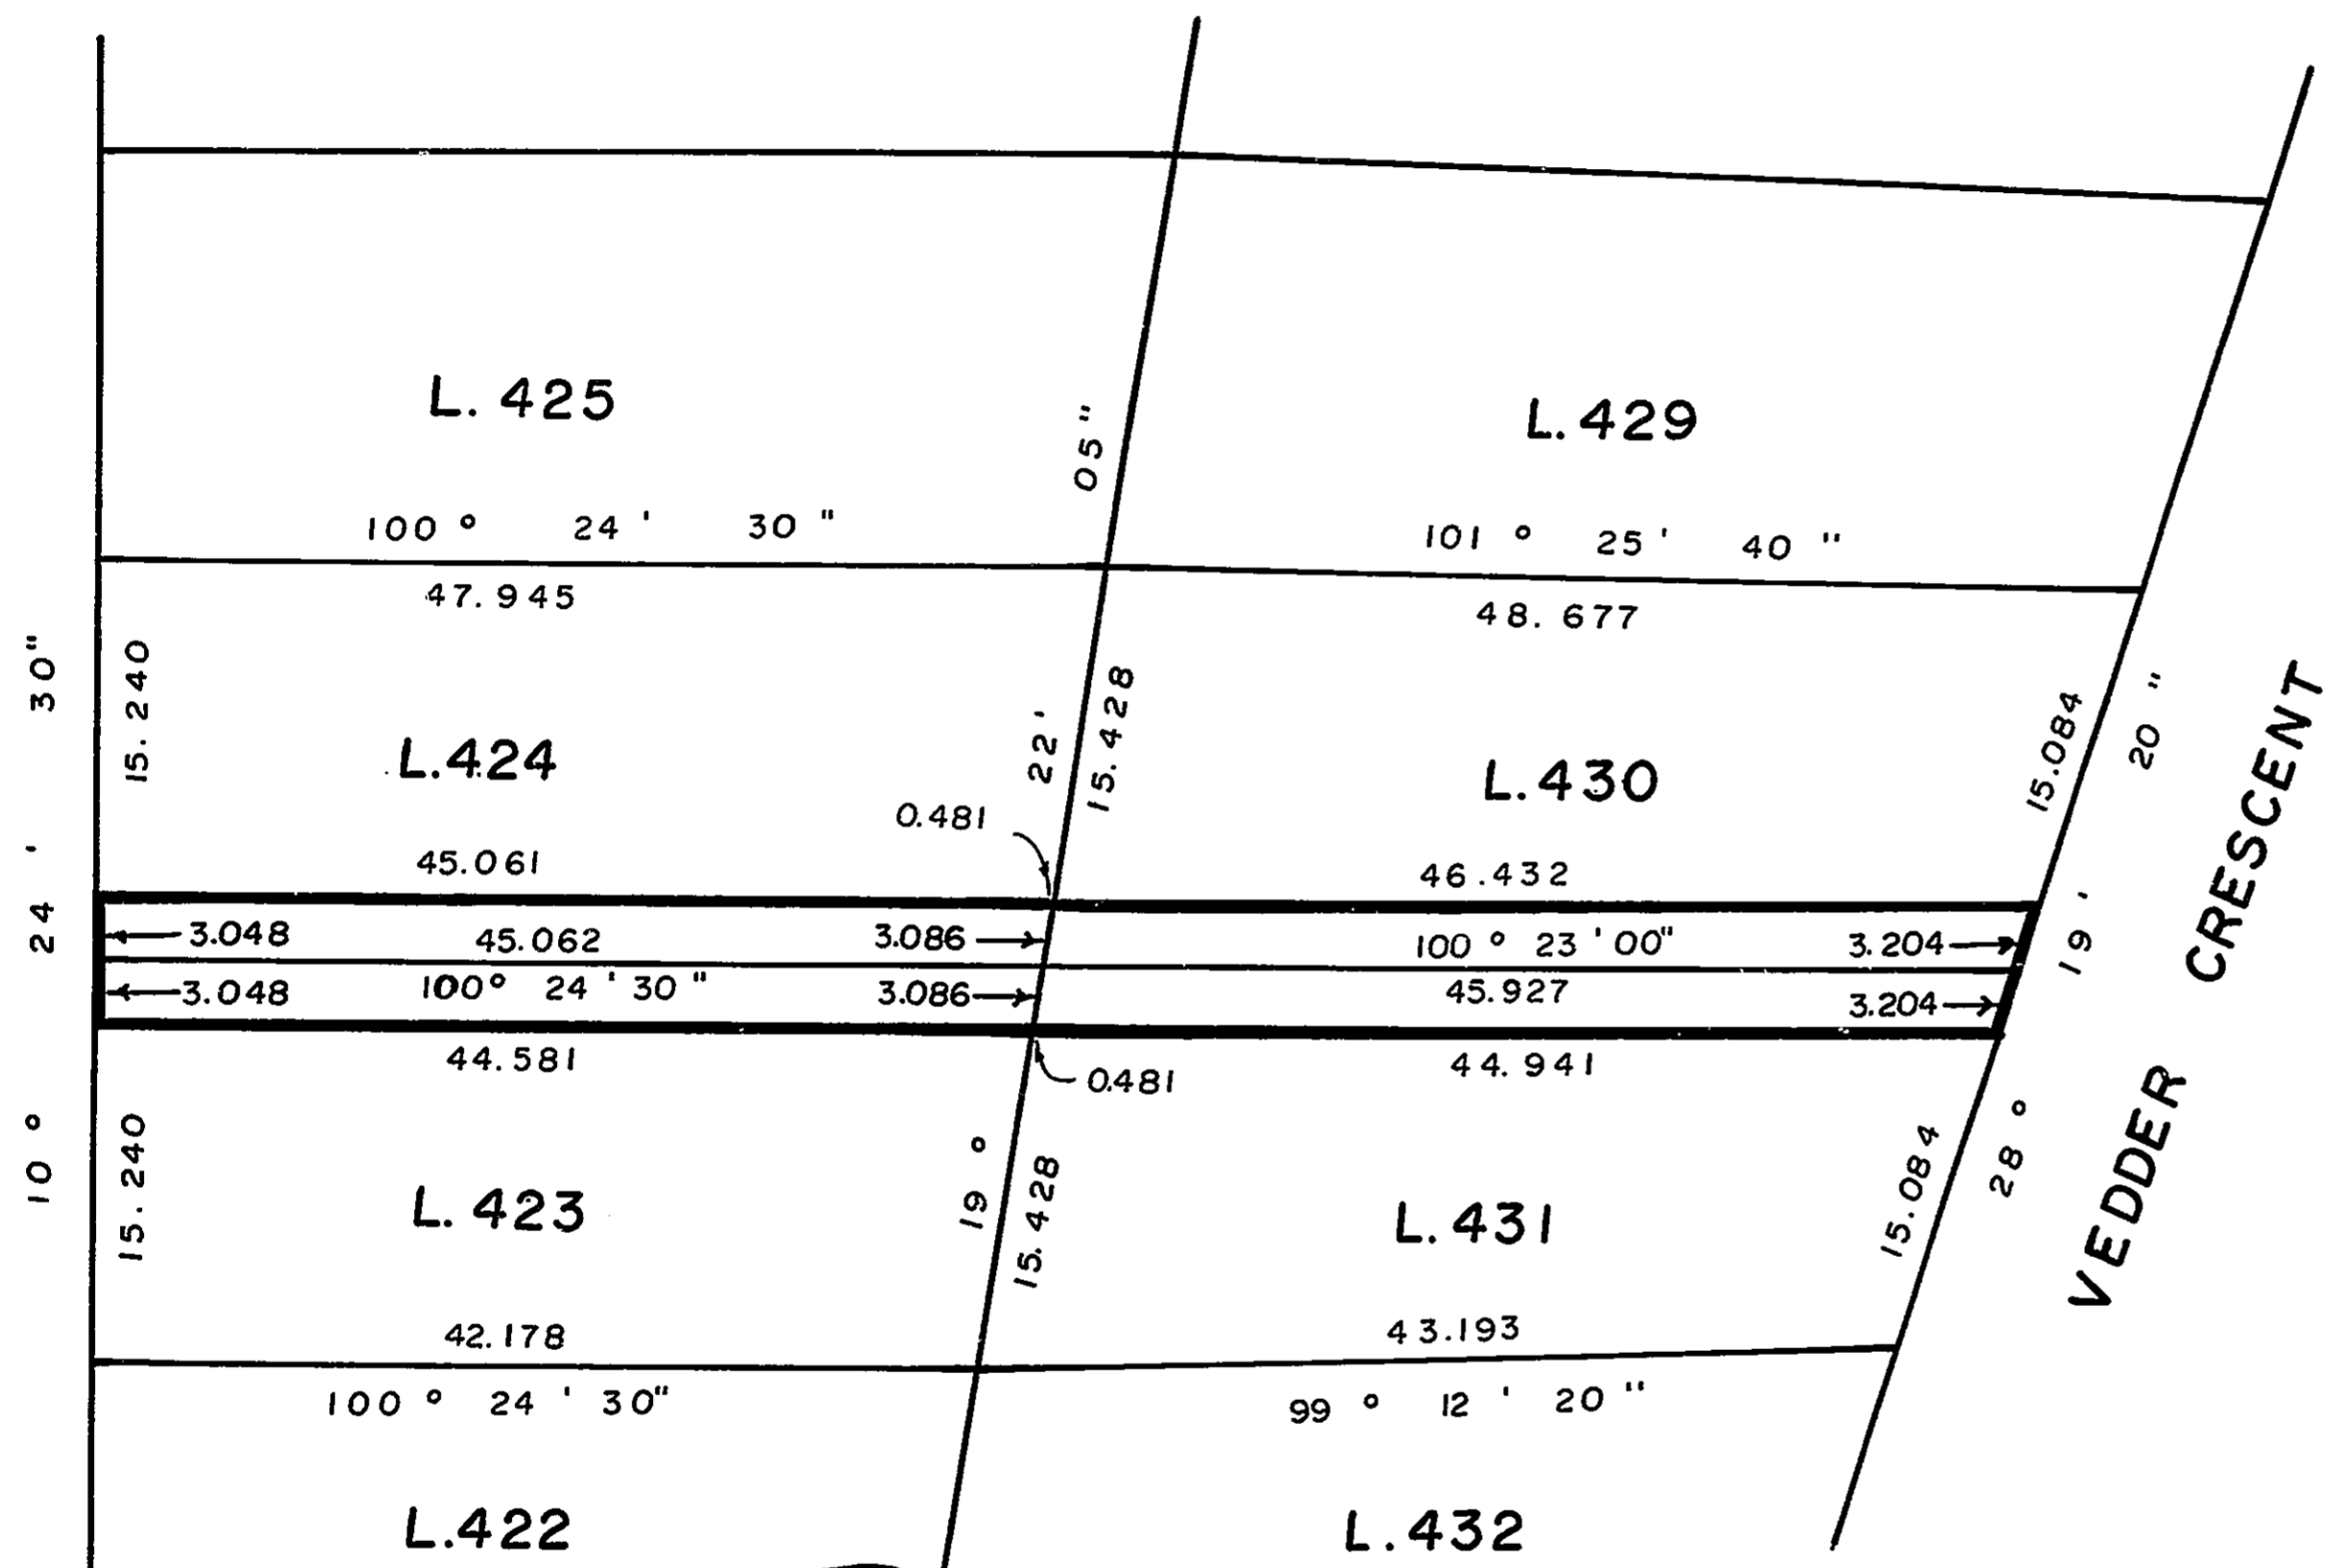 L. 425
L. 429
05"
100° 24' 30"
101° 25' 40"
47.945
48.677
15.240
15.428
15.084
10° 24' 30"
19° 22'
28° 19' 20"
VEDDER CRESCENT
L. 424
L. 430
0.481
45.061
46.432
3.048 45.062 3.086
100° 23' 00" 3.204
3.048 100° 24' 30" 3.086
45.927 3.204
44.581
44.941
0.481
15.240
15.428
15.084
L. 423
L. 431
42.178
43.193
100° 24' 30"
99° 12' 20"
L. 422
L. 432